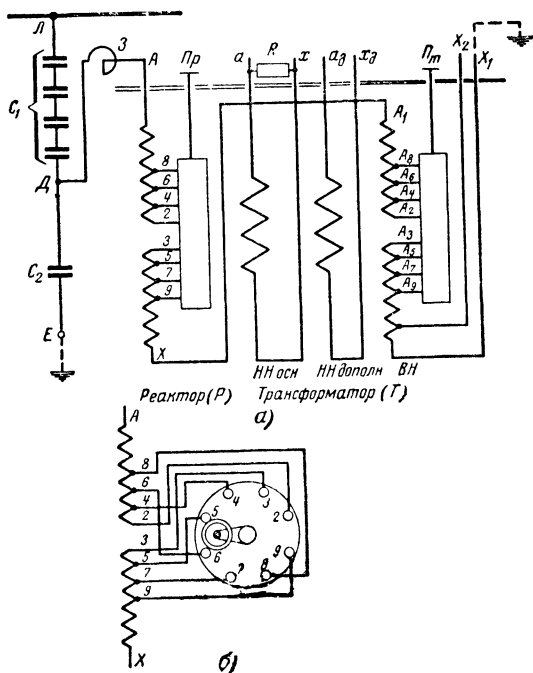 Л
З
A
Пр
a
R
x
aд
xд
Пт
X2
X1
C1
Д
C2
E
8
6
4
2
3
5
7
9
X
A1
A8
A6
A4
A2
A3
A5
A7
A9
НН осн
НН дополн
ВН
Реактор (Р)
Трансформатор (Т)
а)
A
8
6
4
2
3
5
7
9
X
4
3
2
5
6
7
8
9
б)